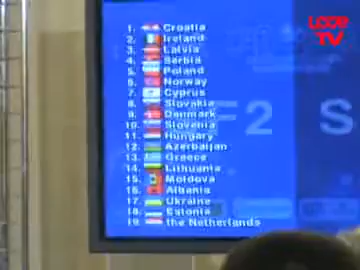 LOOP
TV
1. Croatia
2. Ireland
3. Latvia
4. Serbia
5. Poland
6. Norway
7. Cyprus
8. Slovakia
9. Denmark
10. Slovenia
11. Hungary
12. Azerbaijan
13. Greece
14. Lithuania
15. Moldova
16. Albania
17. Ukraine
18. Estonia
19. the Netherlands
F2 S